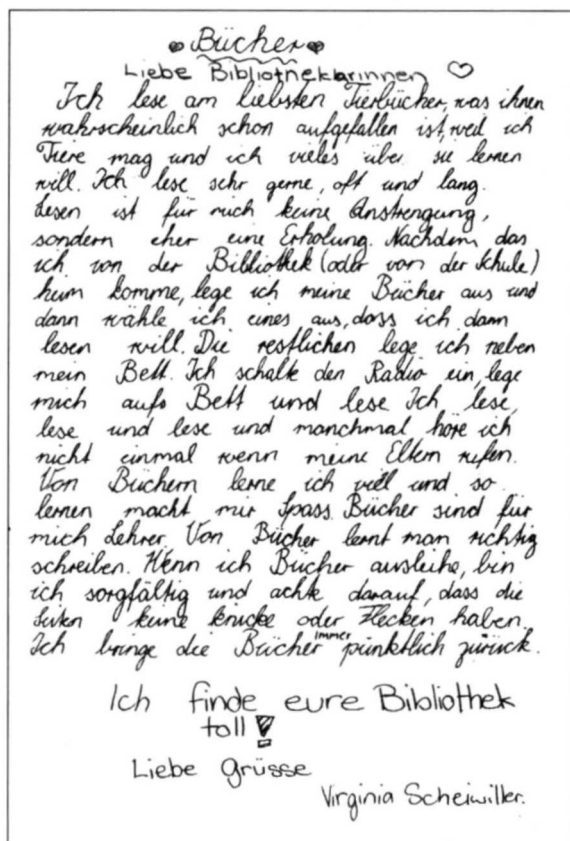 Bücher
Liebe Bibliothekarinnen
Ich lese am liebsten Tierbücher, was ihnen
wahrscheinlich schon aufgefallen ist, weil ich
Tiere mag und ich vieles über sie lernen
will. Ich lese sehr gerne, oft und lang.
Lesen ist für mich keine Anstrengung,
sondern eher eine Erholung. Nachdem das
ich von der Bibliothek (oder von der Schule)
heim komme, lege ich meine Bücher aus und
dann wähle ich eines aus, dass ich dann
lesen will. Die restlichen lege ich neben
mein Bett. Ich schalte den Radio ein, lege
mich aufs Bett und lese Ich lese,
lese und lese und manchmal höre ich
nicht einmal wenn meine Eltern rufen.
Von Büchern lerne ich viel und so
lernen macht mir Spass. Bücher sind für
mich Lehrer. Von Bücher lernt man richtig
schreiben. Wenn ich Bücher ausleihe, bin
ich sorgfältig und achte darauf, dass die
Seiten keine knicke oder Flecken haben.
Ich bringe die Bücher immer pünktlich zurück.
Ich finde eure Bibliothek
toll!
Liebe Grüsse
Virginia Scheiwiller.